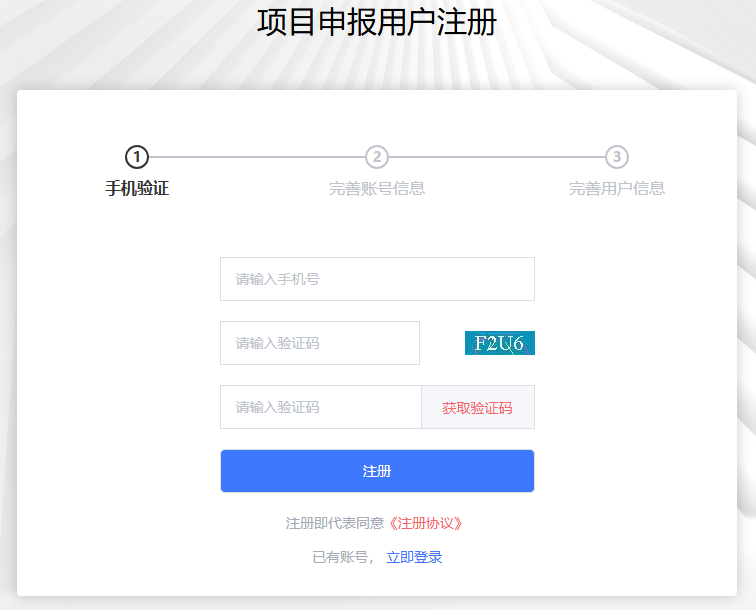 项目申报用户注册
1
2
3
手机验证
完善账号信息
完善用户信息
请输入手机号
请输入验证码
F2U6
请输入验证码
获取验证码
注册
注册即代表同意《注册协议》
已有账号， 立即登录